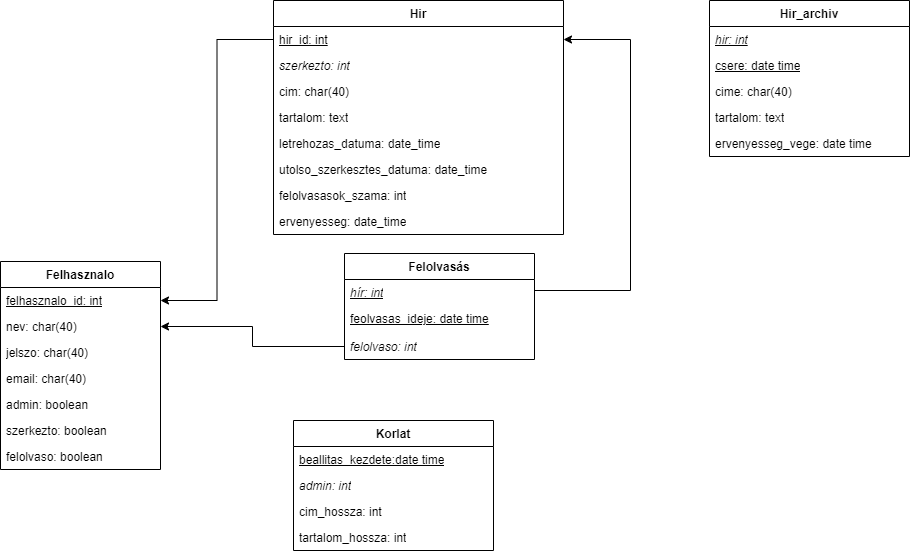 Hir
hir_id: int
szerkezto: int
cim: char(40)
tartalom: text
letrehozas_datuma: date_time
utolso_szerkesztes_datuma: date_time
felolvasasok_szama: int
ervenyesseg: date_time
Hir_archiv
hir: int
csere: date time
cime: char(40)
tartalom: text
ervenyesseg_vege: date time
Felhasznalo
felhasznalo_id: int
nev: char(40)
jelszo: char(40)
email: char(40)
admin: boolean
szerkezto: boolean
felolvaso: boolean
Felolvasás
hír: int
feolvasas_ideje: date time
felolvaso: int
Korlat
beallitas_kezdete:date time
admin: int
cim_hossza: int
tartalom_hossza: int